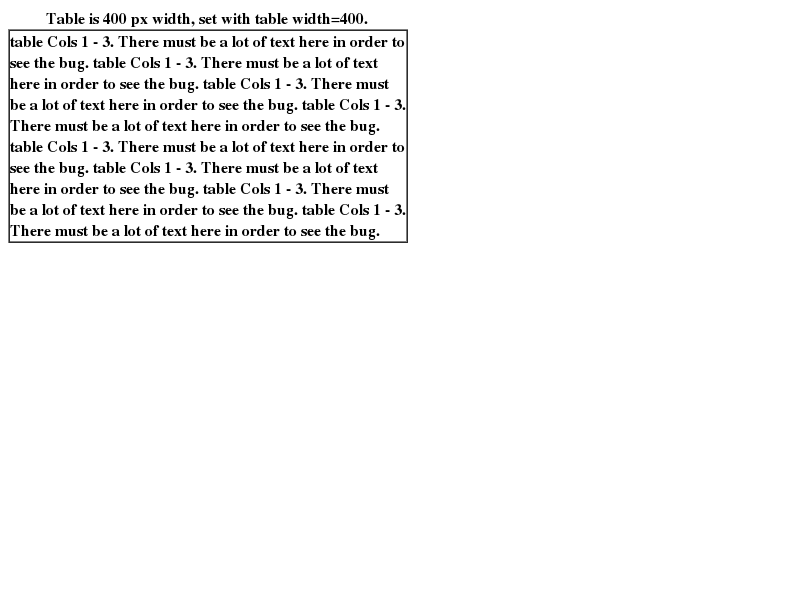 Table is 400 px width, set with table width=400.
table Cols 1 - 3. There must be a lot of text here in order to
see the bug. table Cols 1 - 3. There must be a lot of text
here in order to see the bug. table Cols 1 - 3. There must
be a lot of text here in order to see the bug. table Cols 1 - 3.
There must be a lot of text here in order to see the bug.
table Cols 1 - 3. There must be a lot of text here in order to
see the bug. table Cols 1 - 3. There must be a lot of text
here in order to see the bug. table Cols 1 - 3. There must
be a lot of text here in order to see the bug. table Cols 1 - 3.
There must be a lot of text here in order to see the bug.